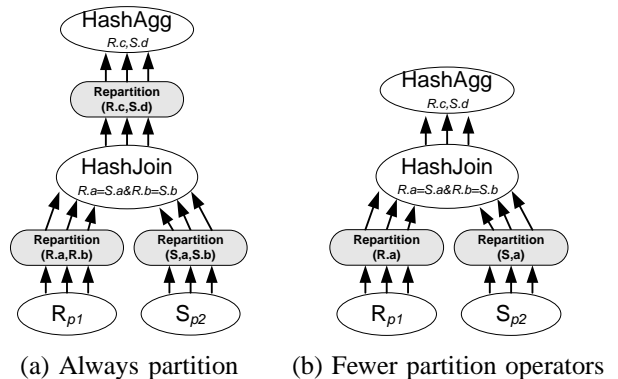 HashAgg
R.c,S.d
Repartition
(R.c,S.d)
HashJoin
R.a=S.a&R.b=S.b
Repartition
(R.a,R.b)
Repartition
(S,a,S.b)
Rp1
Sp2
(a) Always partition
HashAgg
R.c,S.d
HashJoin
R.a=S.a&R.b=S.b
Repartition
(R.a)
Repartition
(S,a)
Rp1
Sp2
(b) Fewer partition operators